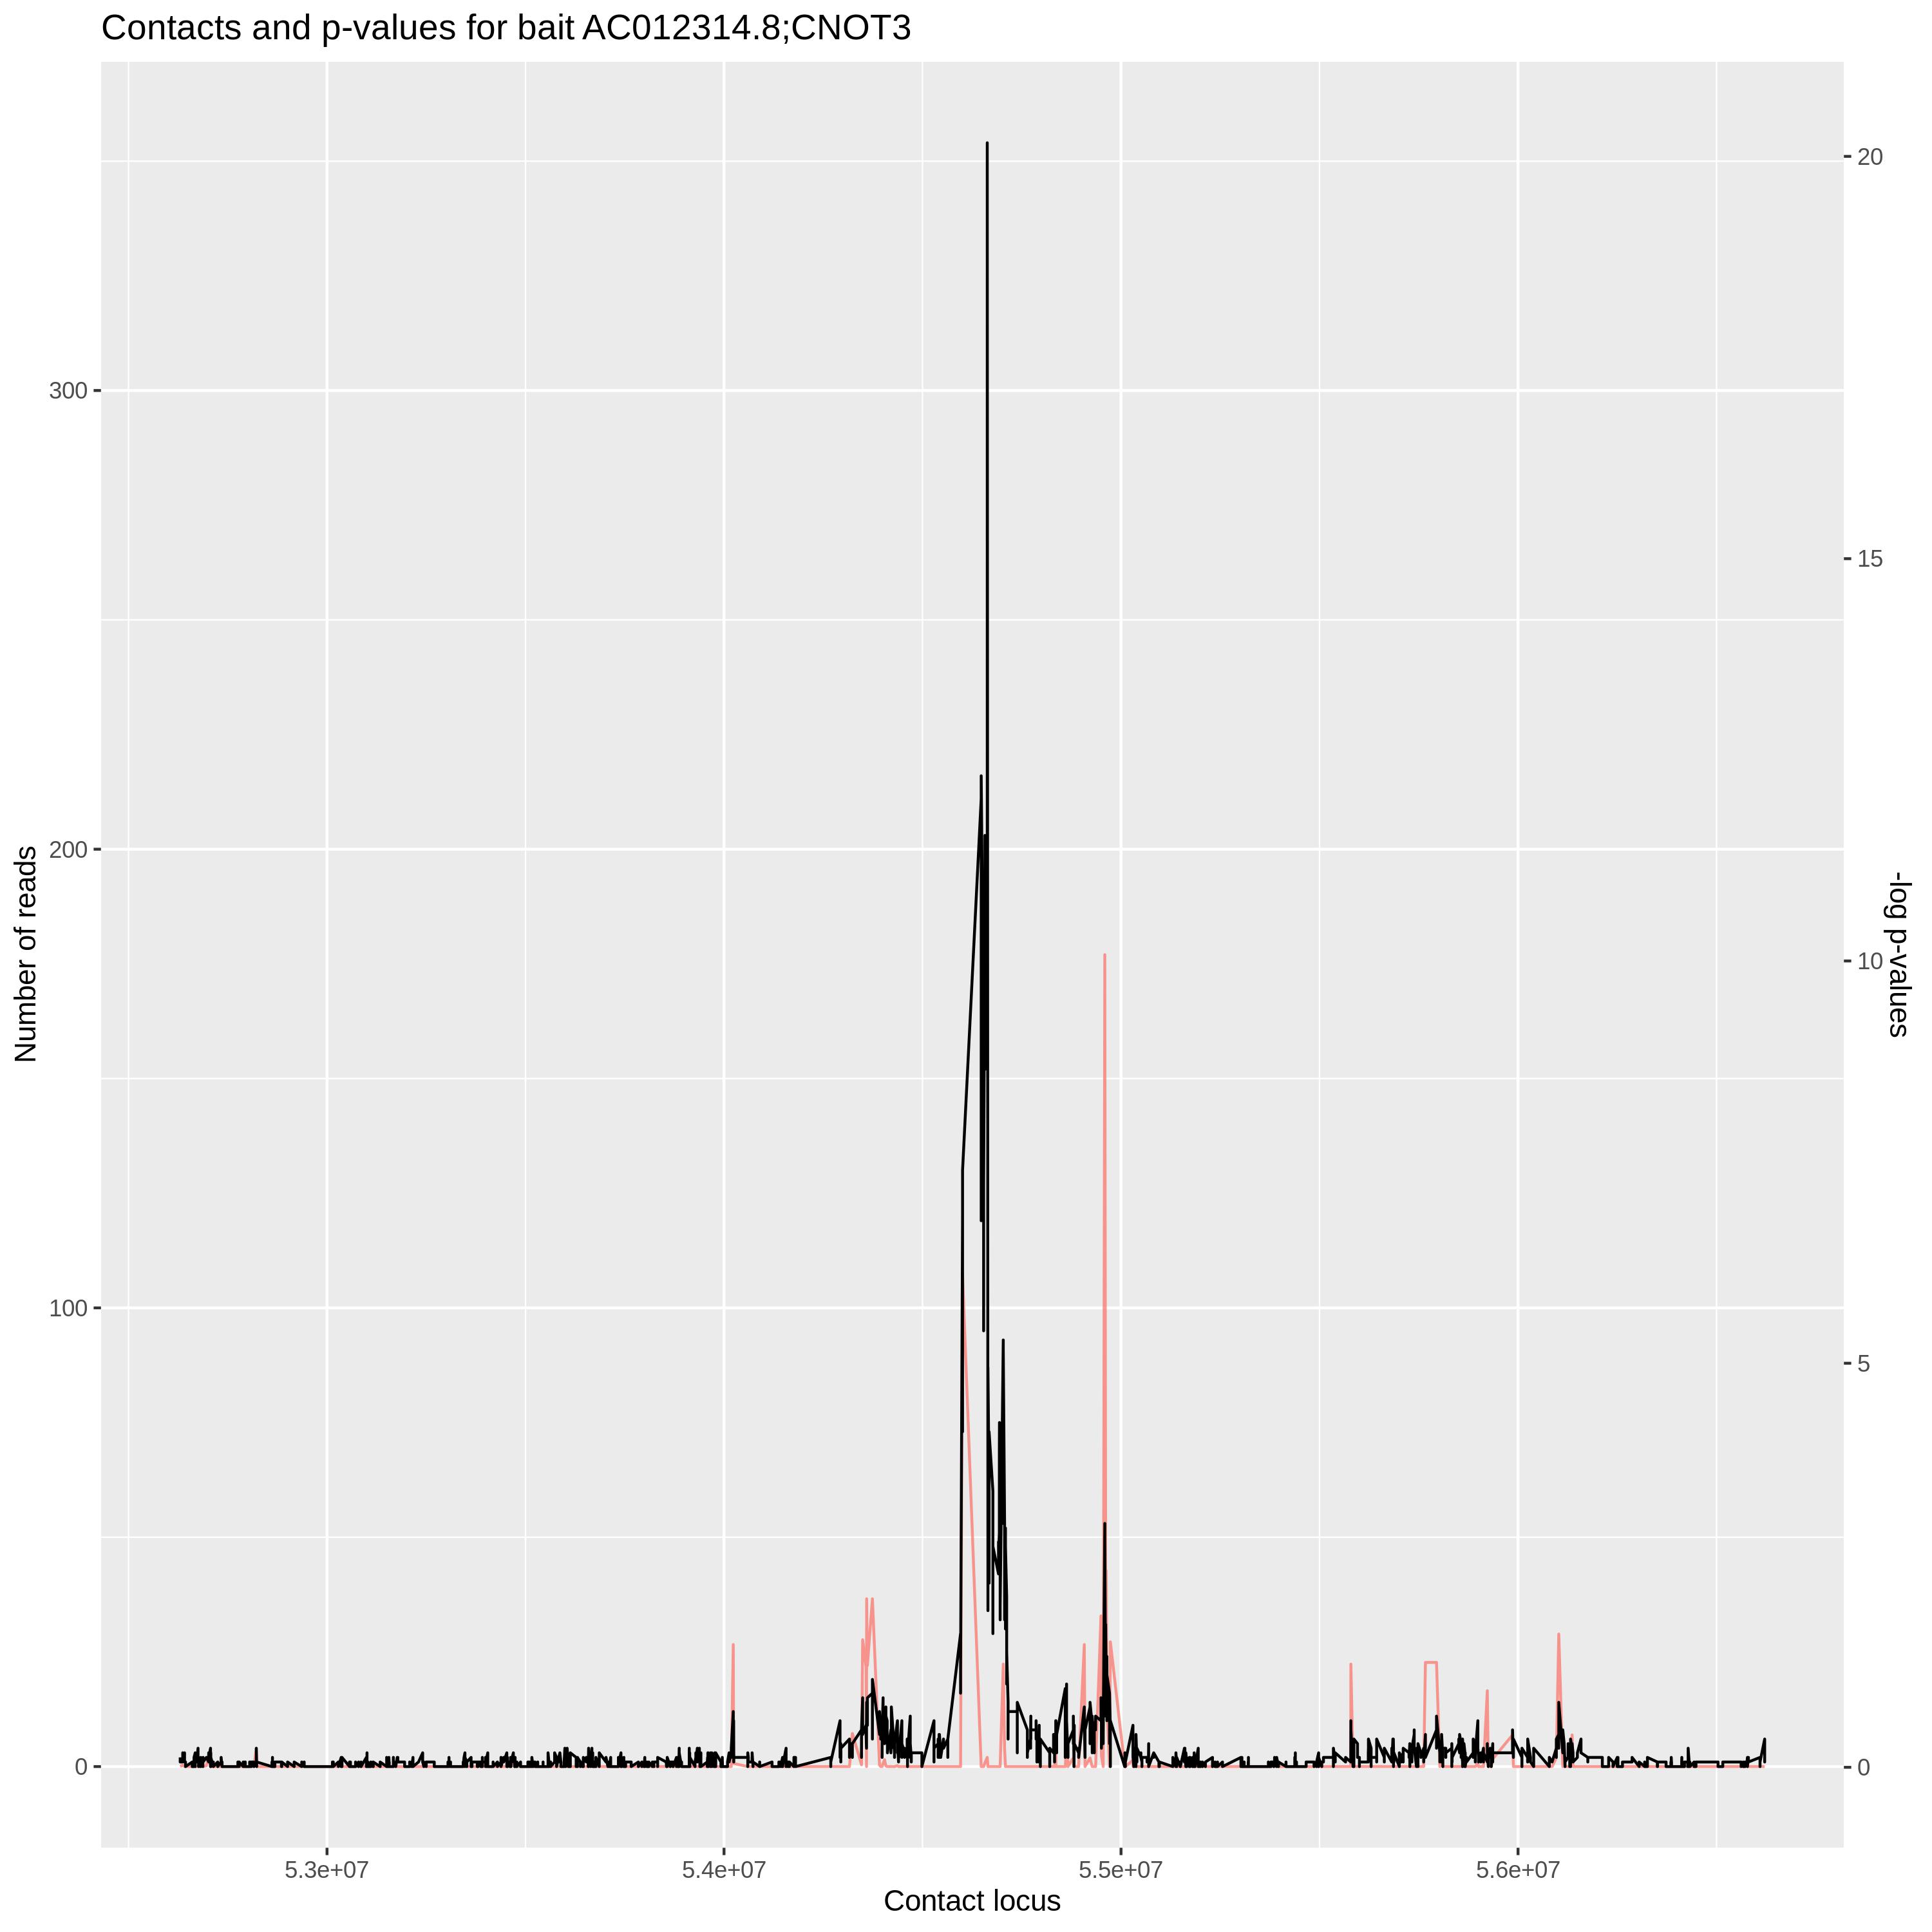 Contacts and p-values for bait AC012314.8;CNOT3
300
200
100
0
Number of reads
20
15
10
5
0
-log p-values
5.3e+07 5.4e+07 5.5e+07 5.6e+07
Contact locus